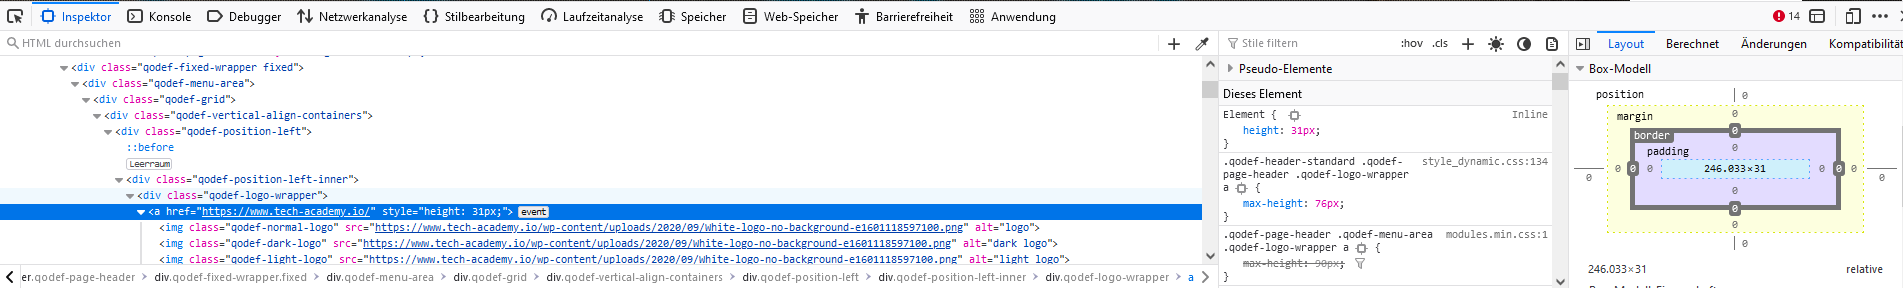 Inspektor Konsole Debugger Netzwerkanalyse Stilbearbeitung Laufzeitanalyse Speicher Web-Speicher Barrierefreiheit Anwendung 14
HTML durchsuchen
<div class="qodef-fixed-wrapper fixed">
<div class="qodef-menu-area">
<div class="qodef-grid">
<div class="qodef-vertical-align-containers">
<div class="qodef-position-left">
::before
Leerraum
<div class="qodef-position-left-inner">
<div class="qodef-logo-wrapper">
<a href="https://www.tech-academy.io/" style="height: 31px;"> event
<img class="qodef-normal-logo" src="https://www.tech-academy.io/wp-content/uploads/2020/09/White-logo-no-background-e1601118597100.png" alt="logo">
<img class="qodef-dark-logo" src="https://www.tech-academy.io/wp-content/uploads/2020/09/White-logo-no-background-e1601118597100.png" alt="dark logo">
<img class="qodef-light-logo" src="https://www.tech-academy.io/wp-content/uploads/2020/09/White-logo-no-background-e1601118597100.png" alt="light logo">
er.qodef-page-header div.qodef-fixed-wrapper.fixed div.qodef-menu-area div.qodef-grid div.qodef-vertical-align-containers div.qodef-position-left div.qodef-position-left-inner div.qodef-logo-wrapper a
Stile filtern :hov .cls
Pseudo-Elemente
Dieses Element
Element { Inline
height: 31px;
}
.qodef-header-standard .qodef- style_dynamic.css:134
page-header .qodef-logo-wrapper
a {
max-height: 76px;
}
.qodef-page-header .qodef-menu-area modules.min.css:1
.qodef-logo-wrapper a {
max-height: 90px;
}
Layout Berechnet Änderungen Kompatibilität
Box-Modell
position 0
margin 0
border 0
padding 0
0 0 0 0 246.033×31 0 0 0 0
0
0
0
0
246.033×31 relative